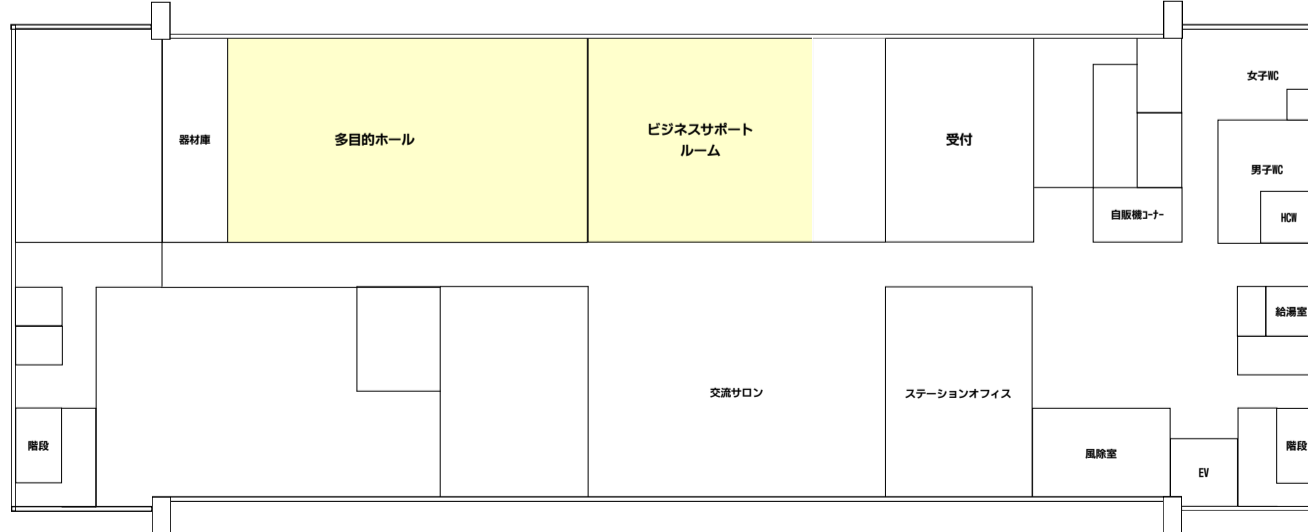 女子WC
器材庫
多目的ホール
ビジネスサポート
ルーム
受付
男子WC
自販機ｺｰﾅｰ
HCW
給湯室
交流サロン
ステーションオフィス
階段
風除室
EV
階段